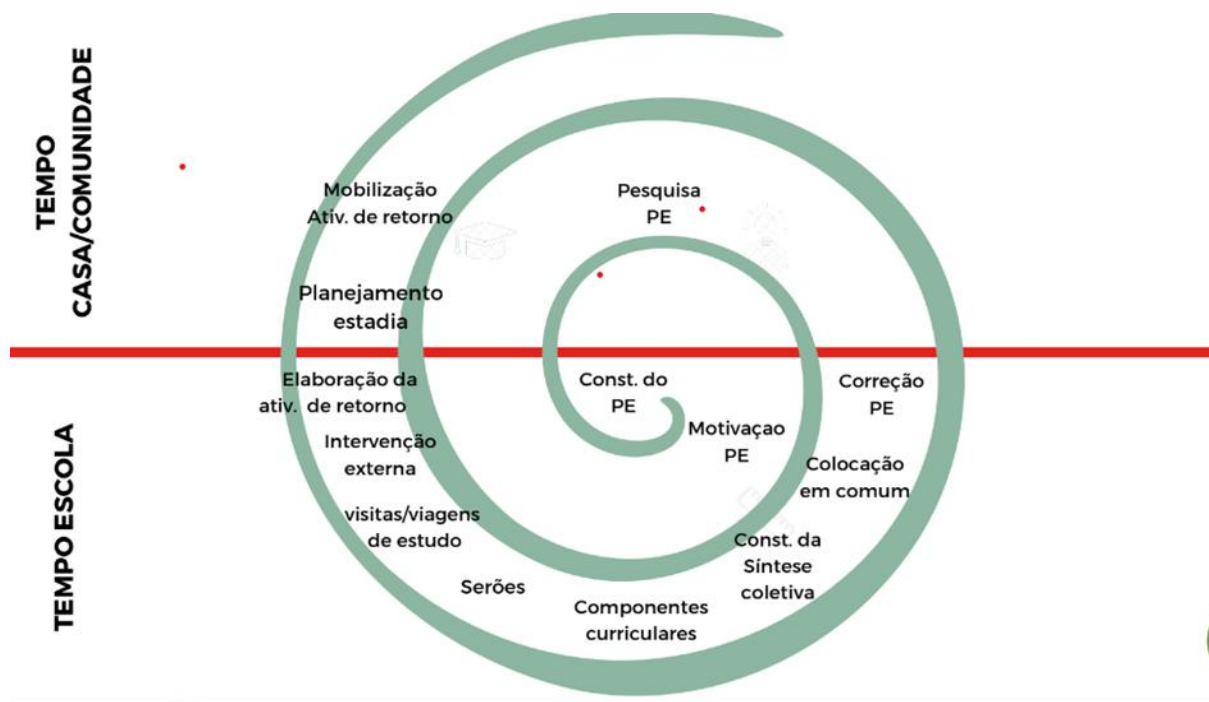 TEMPO
CASA/COMUNIDADE
Mobilização
Ativ. de retorno
Pesquisa
PE
Planejamento
estadia
TEMPO ESCOLA
Elaboração da
ativ. de retorno
Const. do
PE
Correção
PE
Motivaçao
PE
Intervenção
externa
Colocação
em comum
visitas/viagens
de estudo
Const. da
Síntese
coletiva
Serões
Componentes
curriculares